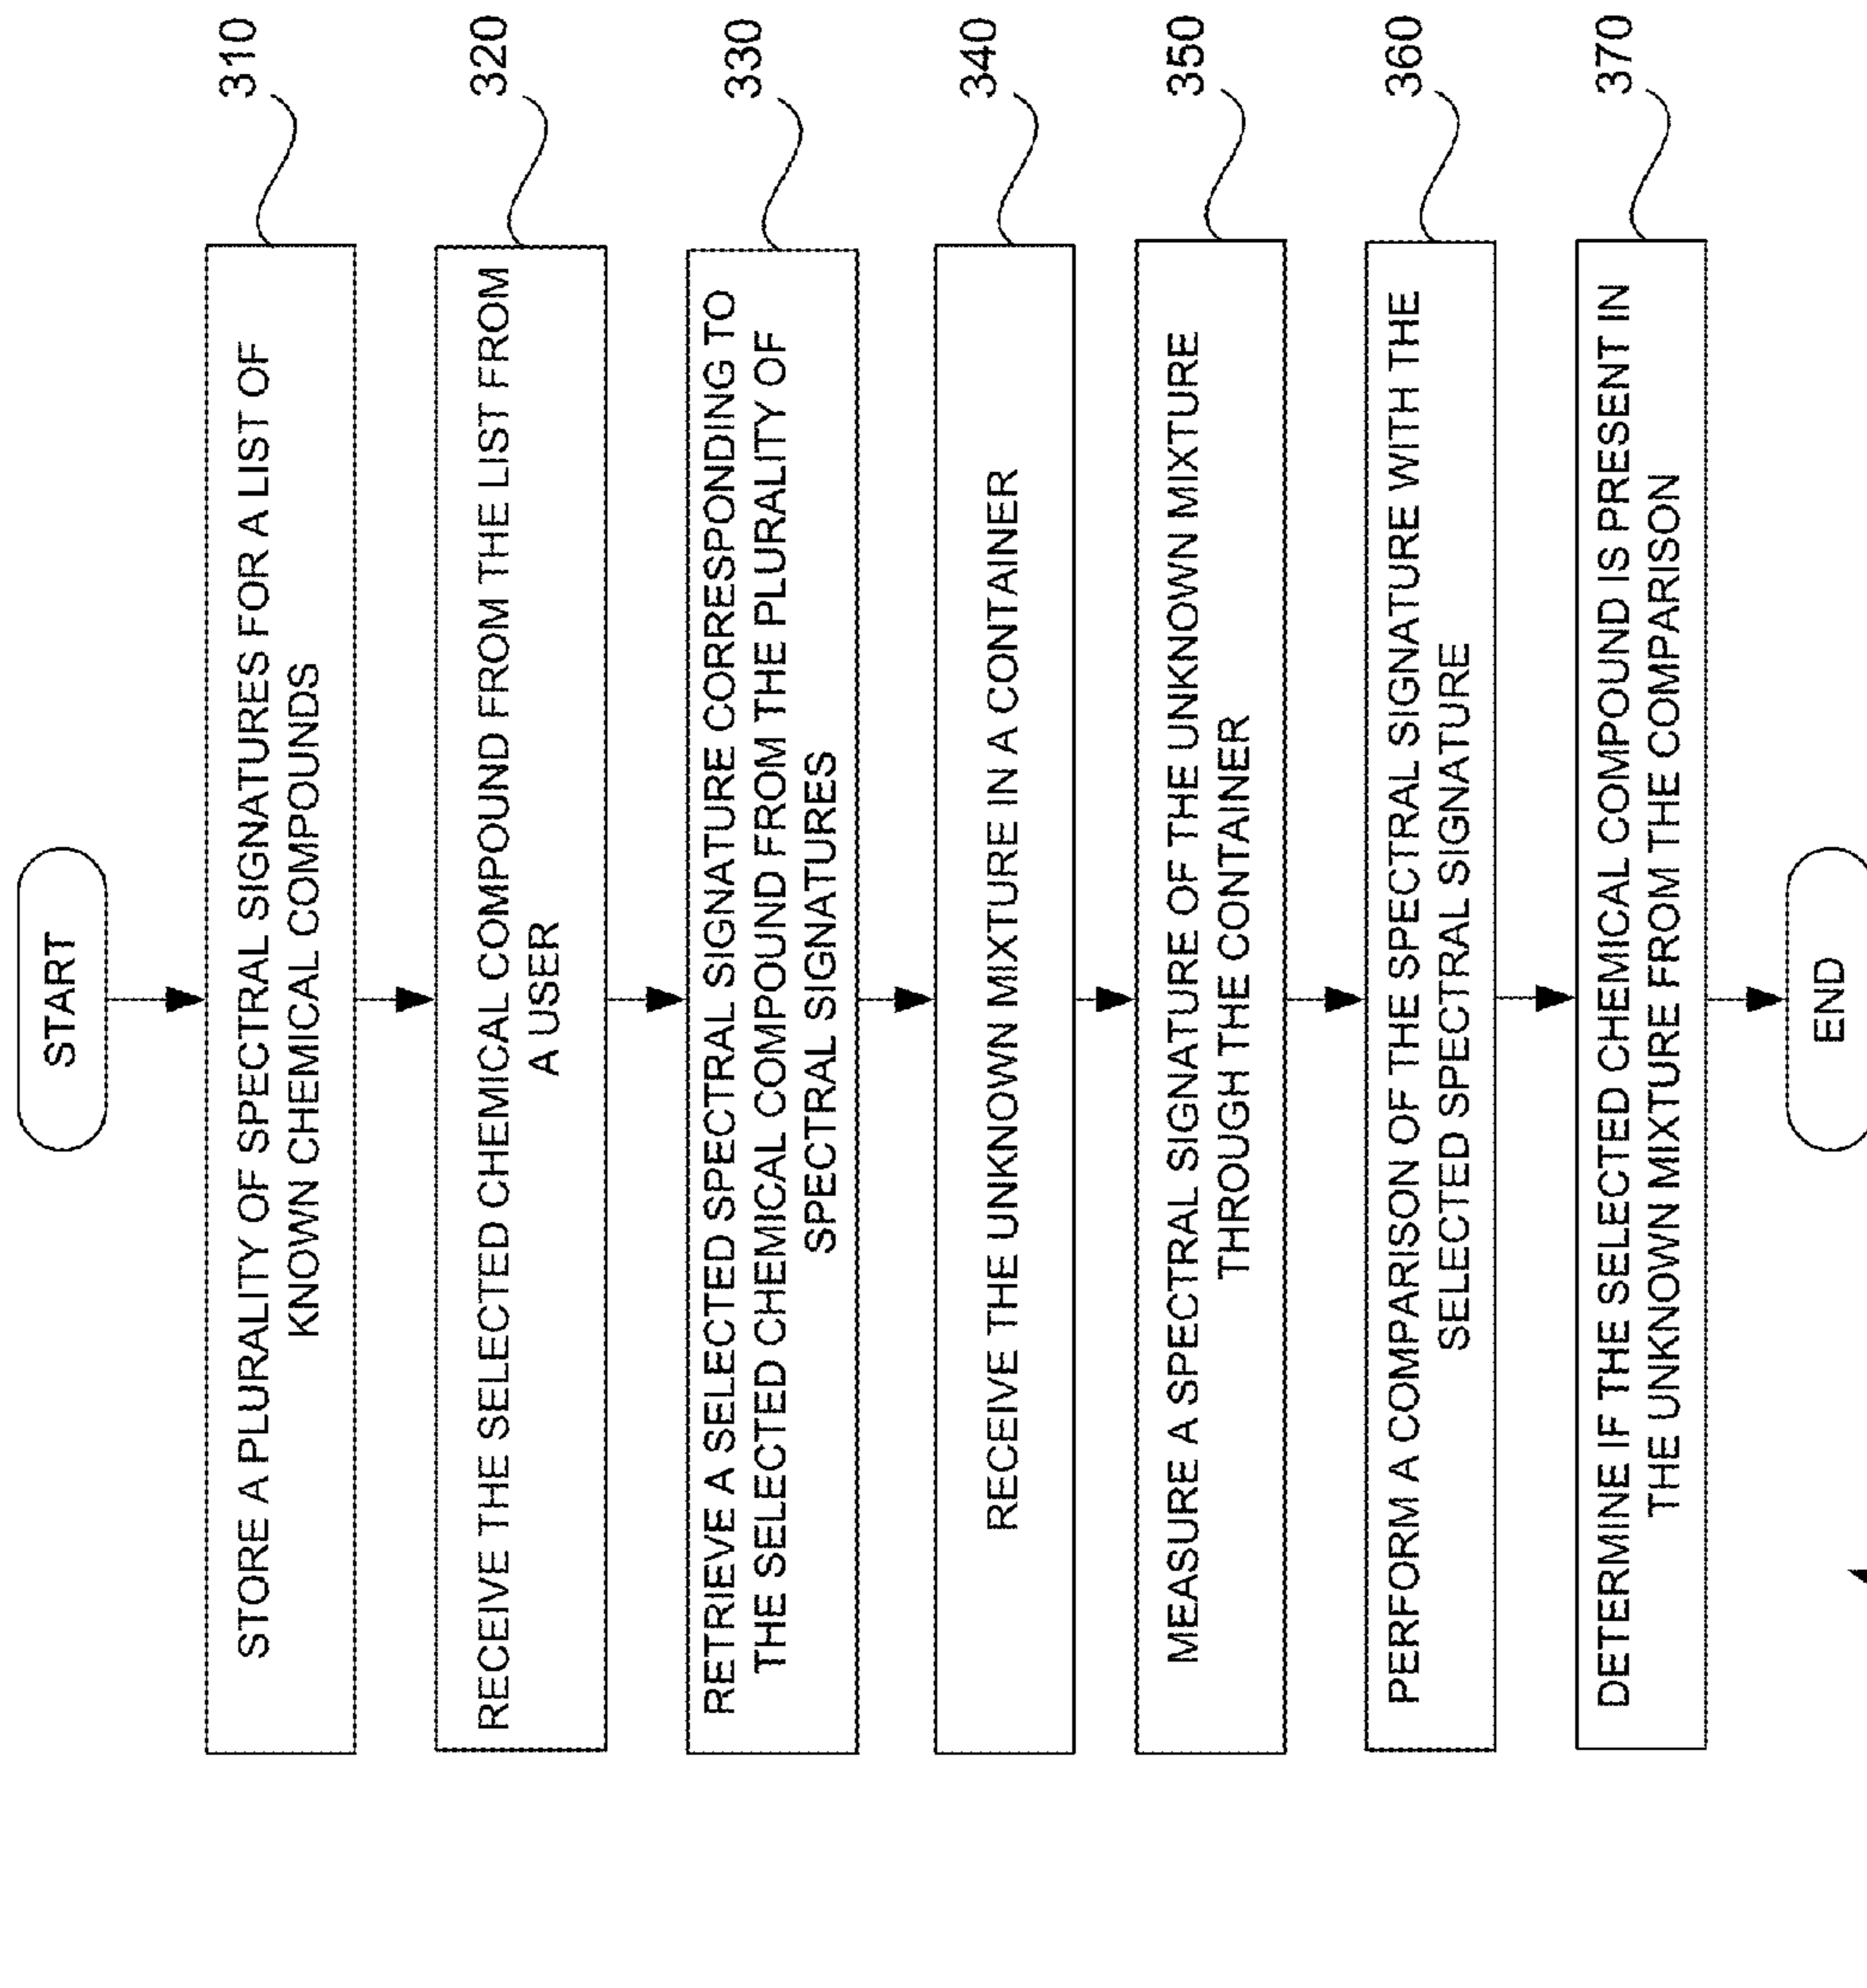 START
STORE A PLURALITY OF SPECTRAL SIGNATURES FOR A LIST OF
KNOWN CHEMICAL COMPOUNDS
310
RECEIVE THE SELECTED CHEMICAL COMPOUND FROM THE LIST FROM
A USER
320
RETRIEVE A SELECTED SPECTRAL SIGNATURE CORRESPONDING TO
THE SELECTED CHEMICAL COMPOUND FROM THE PLURALITY OF
SPECTRAL SIGNATURES
330
RECEIVE THE UNKNOWN MIXTURE IN A CONTAINER
340
MEASURE A SPECTRAL SIGNATURE OF THE UNKNOWN MIXTURE
THROUGH THE CONTAINER
350
PERFORM A COMPARISON OF THE SPECTRAL SIGNATURE WITH THE
SELECTED SPECTRAL SIGNATURE
360
DETERMINE IF THE SELECTED CHEMICAL COMPOUND IS PRESENT IN
THE UNKNOWN MIXTURE FROM THE COMPARISON
370
END